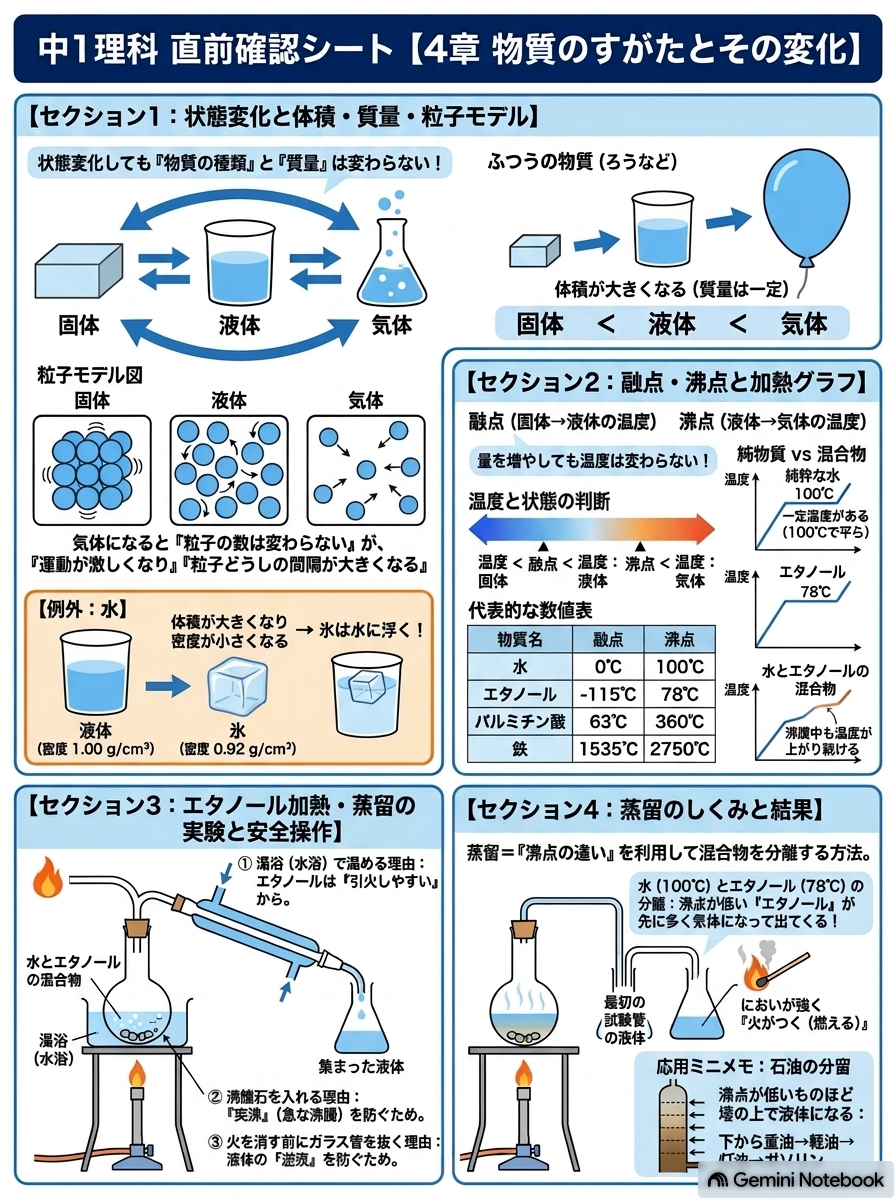 中1理科 直前確認シート【4章 物質のすがたとその変化】
【セクション1：状態変化と体積・質量・粒子モデル】
状態変化しても『物質の種類』と『質量』は変わらない！
固体
液体
気体
ふつうの物質（ろうなど）
体積が大きくなる（質量は一定）
固体 < 液体 < 気体
粒子モデル図
固体
液体
気体
気体になると『粒子の数は変わらない』が、
『運動が激しくなり』『粒子どうしの間隔が大きくなる』
【例外：水】
体積が大きくなり
密度が小さくなる
→ 氷は水に浮く！
液体
(密度 1.00 g/cm³)
氷
(密度 0.92 g/cm²)
【セクション2：融点・沸点と加熱グラフ】
融点（固体→液体の温度） 沸点（液体→気体の温度）
量を増やしても温度は変わらない！
温度と状態の判断
温度 < 融点 < 温度： 沸点 < 温度：
固体 液体 気体
代表的な数値表
物質名 融点 沸点
水 0℃ 100℃
エタノール -115℃ 78℃
パルミチン酸 63℃ 360℃
鉄 1535℃ 2750℃
純物質 vs 混合物
温度
純粋な水
100℃
一定温度がある
(100℃で平ら)
温度
エタノール
78℃
水とエタノールの
混合物
温度
中も温度が
上がり
【セクション3：エタノール加熱・蒸留の
実験と安全操作】
① 湯浴（水浴）で温める理由：
エタノールは『引火しやすい』
から。
水とエタノール
の混合物
湯浴
（水浴）
集まった液体
② 石を入れる理由：
（急な）を防ぐため。
③ 火を消す前にガラス管を抜く理由：
液体の『逆流』を防ぐため。
【セクション4：蒸留のしくみと結果】
蒸留＝『沸点の違い』を利用して混合物を分離する方法。
水（100℃）とエタノール（78℃）の
分離：沸点が低い『エタノール』が
先に多く気体になって出てくる！
最初の
試験管
の液体
においが強く
『火がつく（燃える）』
応用ミニメモ：石油の分留
沸点が低いものほど
の上で液体になる：
下から重油→軽油→
Gemini Notebook